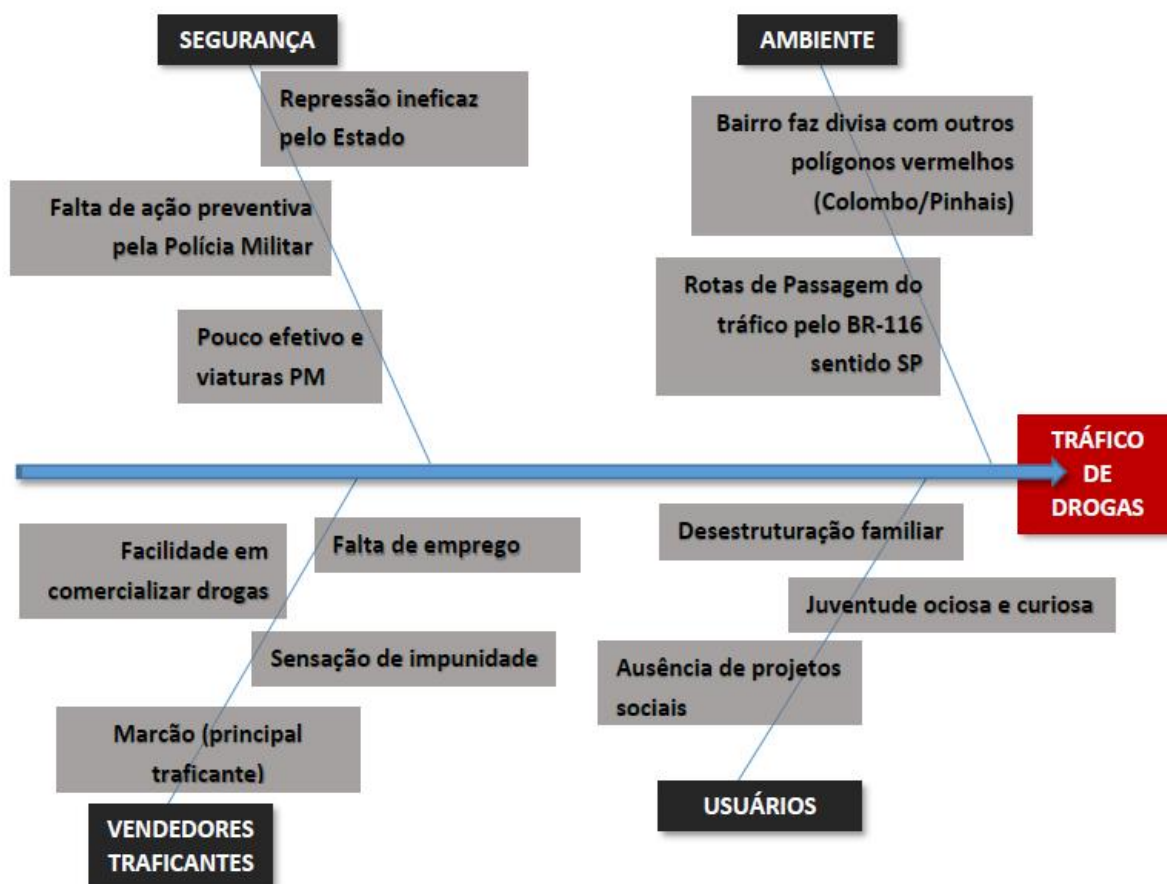 SEGURANÇA
Repressão ineficaz
pelo Estado
Falta de ação preventiva
pela Polícia Militar
Pouco efetivo e
viaturas PM
AMBIENTE
Bairro faz divisa com outros
polígonos vermelhos
(Colombo/Pinhais)
Rotas de Passagem do
tráfico pelo BR-116
sentido SP
TRÁFICO
DE
DROGAS
Facilidade em
comercializar drogas
Falta de emprego
Sensação de impunidade
Marcão (principal
traficante)
VENDEDORES
TRAFICANTES
Desestruturação familiar
Juventude ociosa e curiosa
Ausência de projetos
sociais
USUÁRIOS